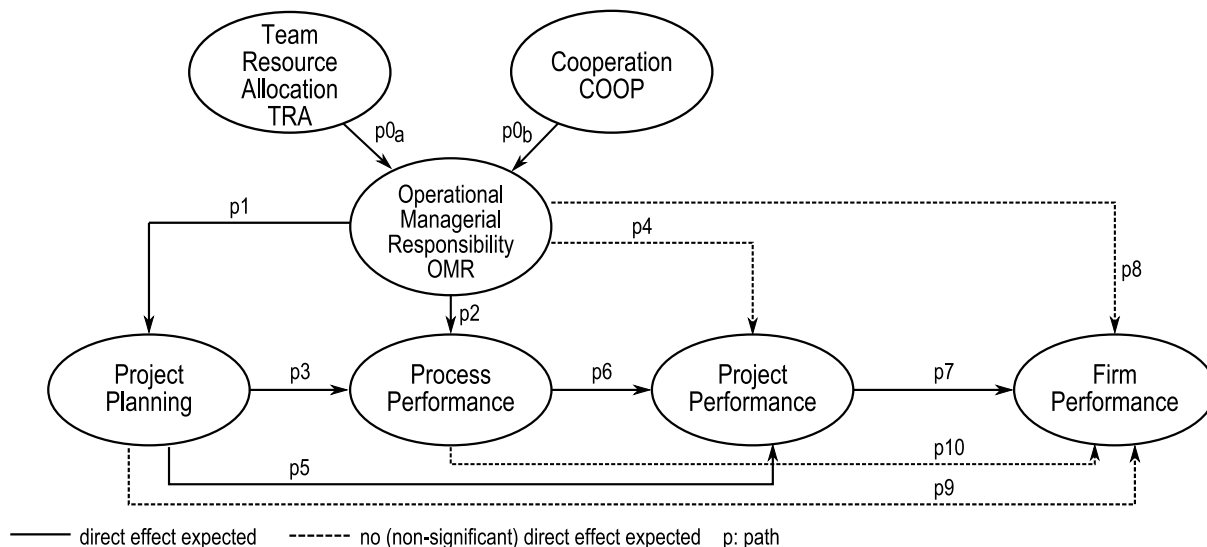 Team
Resource
Allocation
TRA
Cooperation
COOP
p0a
p0b
Operational
Managerial
Responsibility
OMR
p1
p4
p8
p2
Project
Planning
p3
Process
Performance
p6
Project
Performance
p7
Firm
Performance
p5
p10
p9
direct effect expected
no (non-significant) direct effect expected
p: path